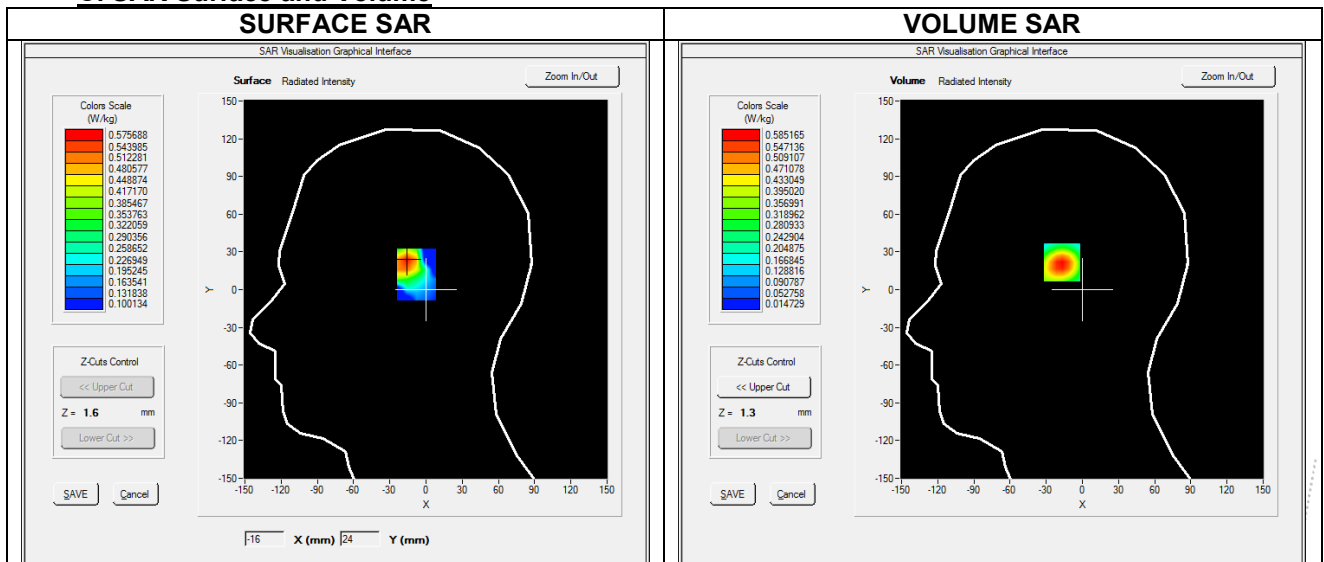 SURFACE SAR
SAR Visualisation Graphical Interface
Surface Radiated Intensity
Zoom In/Out
Colors Scale
(W/kg)
0.575688
0.543985
0.512281
0.480577
0.448874
0.417170
0.385467
0.353763
0.322059
0.290356
0.258652
0.226949
0.195245
0.163541
0.131838
0.100134
Z-Cuts Control
<< Upper Cut
Z = 1.6 mm
Lower Cut >>
SAVE Cancel
150
120
90
60
30
0
-30
-60
-90
-120
-150
Y
-150 -120 -90 -60 -30 0 30 60 90 120 150
X
-16 X (mm) 24 Y (mm)
VOLUME SAR
SAR Visualisation Graphical Interface
Volume Radiated Intensity
Zoom In/Out
Colors Scale
(W/kg)
0.585165
0.547136
0.509107
0.471078
0.433049
0.395020
0.356991
0.318962
0.280933
0.242904
0.204875
0.166845
0.128816
0.090787
0.052758
0.014729
Z-Cuts Control
<< Upper Cut
Z = 1.3 mm
Lower Cut >>
SAVE Cancel
150
120
90
60
30
0
-30
-60
-90
-120
-150
Y
-150 -120 -90 -60 -30 0 30 60 90 120 150
X